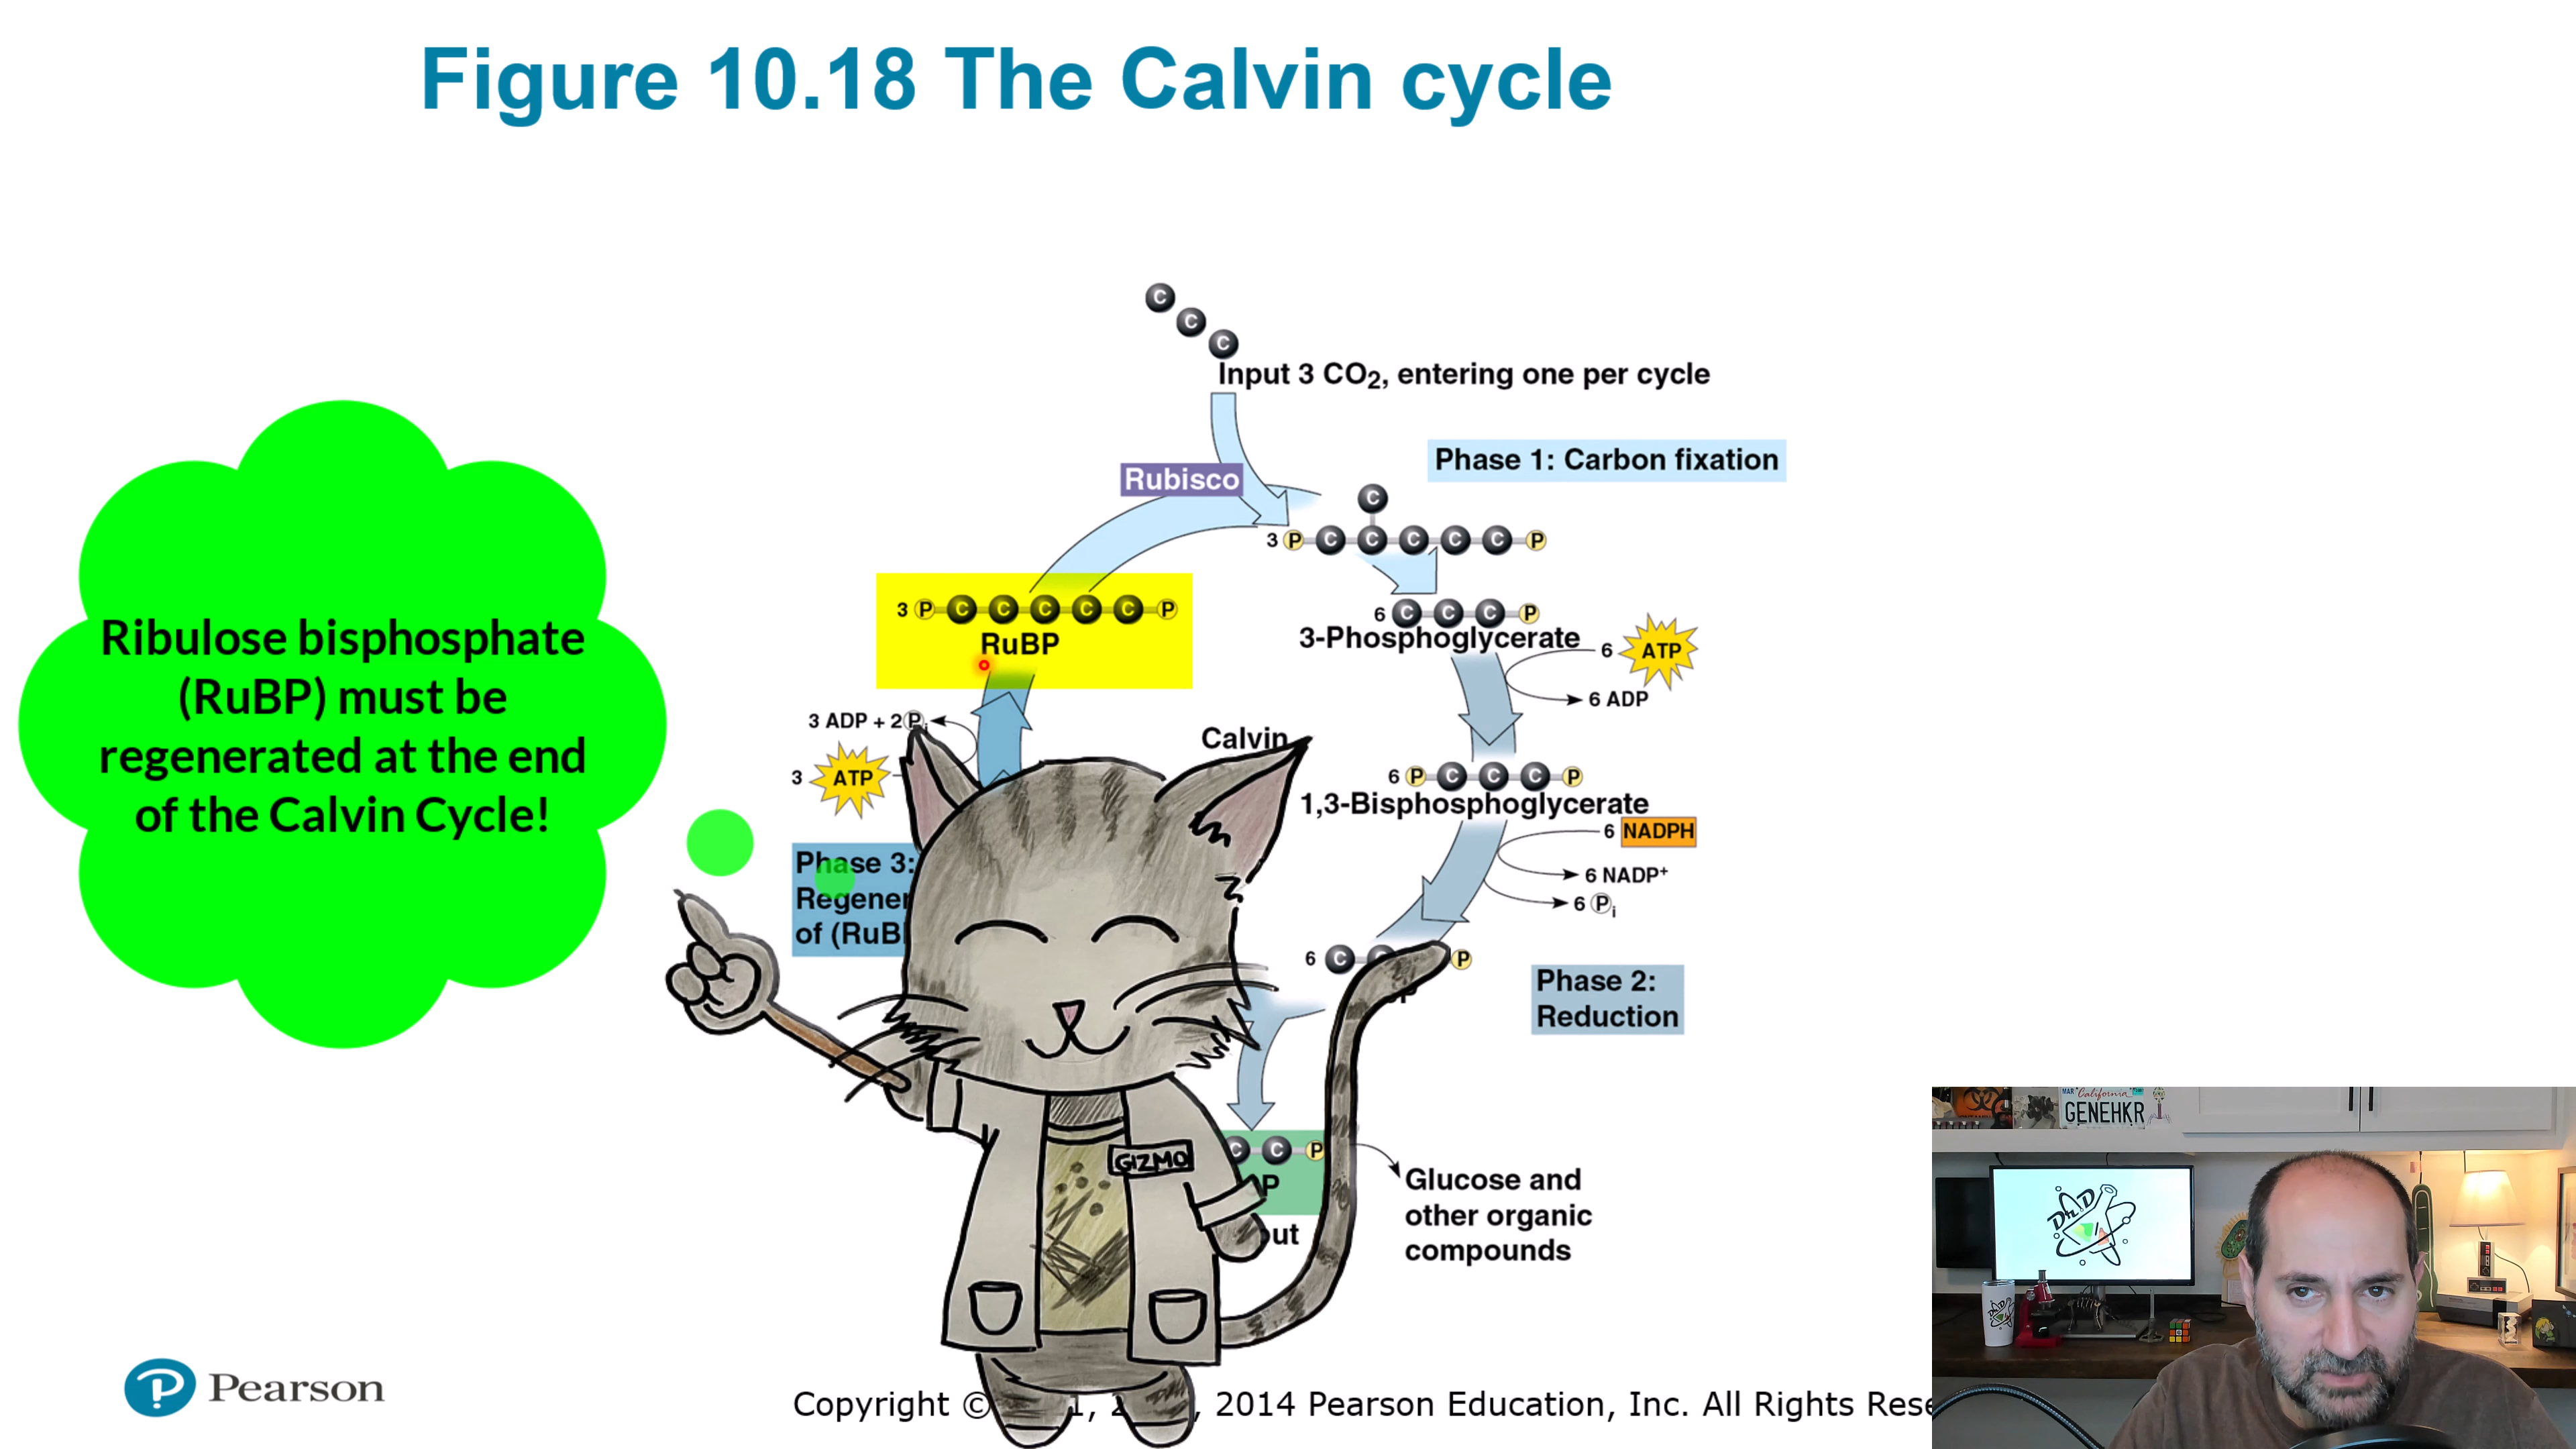 Figure 10.18 The Calvin cycle
C
C
C
Input 3 CO₂, entering one per cycle
Rubisco
Phase 1: Carbon fixation
C
3 P C C C C C P
3 P C C C C C P
RuBP
6 C C C P
3-Phosphoglycerate
6 ATP
6 ADP
Ribulose bisphosphate
(RuBP) must be
regenerated at the end
of the Calvin Cycle!
3 ADP + 2 P
3 ATP
Calvin
6 P C C C P
1,3-Bisphosphoglycerate
6 NADPH
6 NADP⁺
6 Pi
Phase 3:
6 C P
Phase 2:
Reduction
C C P
Glucose and
other organic
compounds
GIZMO
Pearson
Copyright © 2014 Pearson Education, Inc. All Rights
California
GENEHKR
Dr. D